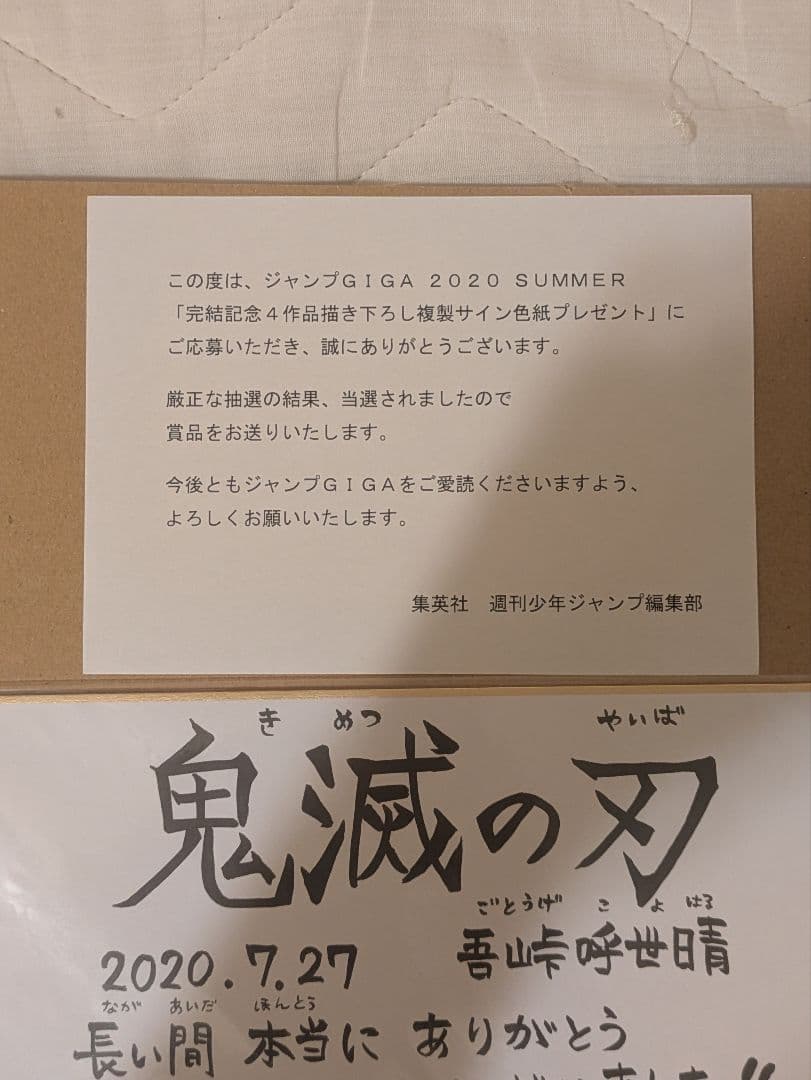 この度は、ジャンプＧＩＧＡ ２０２０ ＳＵＭＭＥＲ
「完結記念４作品描き下ろし複製サイン色紙プレゼント」に
ご応募いただき、誠にありがとうございます。
厳正な抽選の結果、当選されましたので
賞品をお送りいたします。
今後ともジャンプＧＩＧＡをご愛読くださいますよう、
よろしくお願いいたします。
集英社　週刊少年ジャンプ編集部
き めつ やいば
鬼滅の刃
ごとうげ こ よ はる
吾峠呼世晴
2020.7.27
なが あいだ ほんとう
長い間 本当に ありがとう